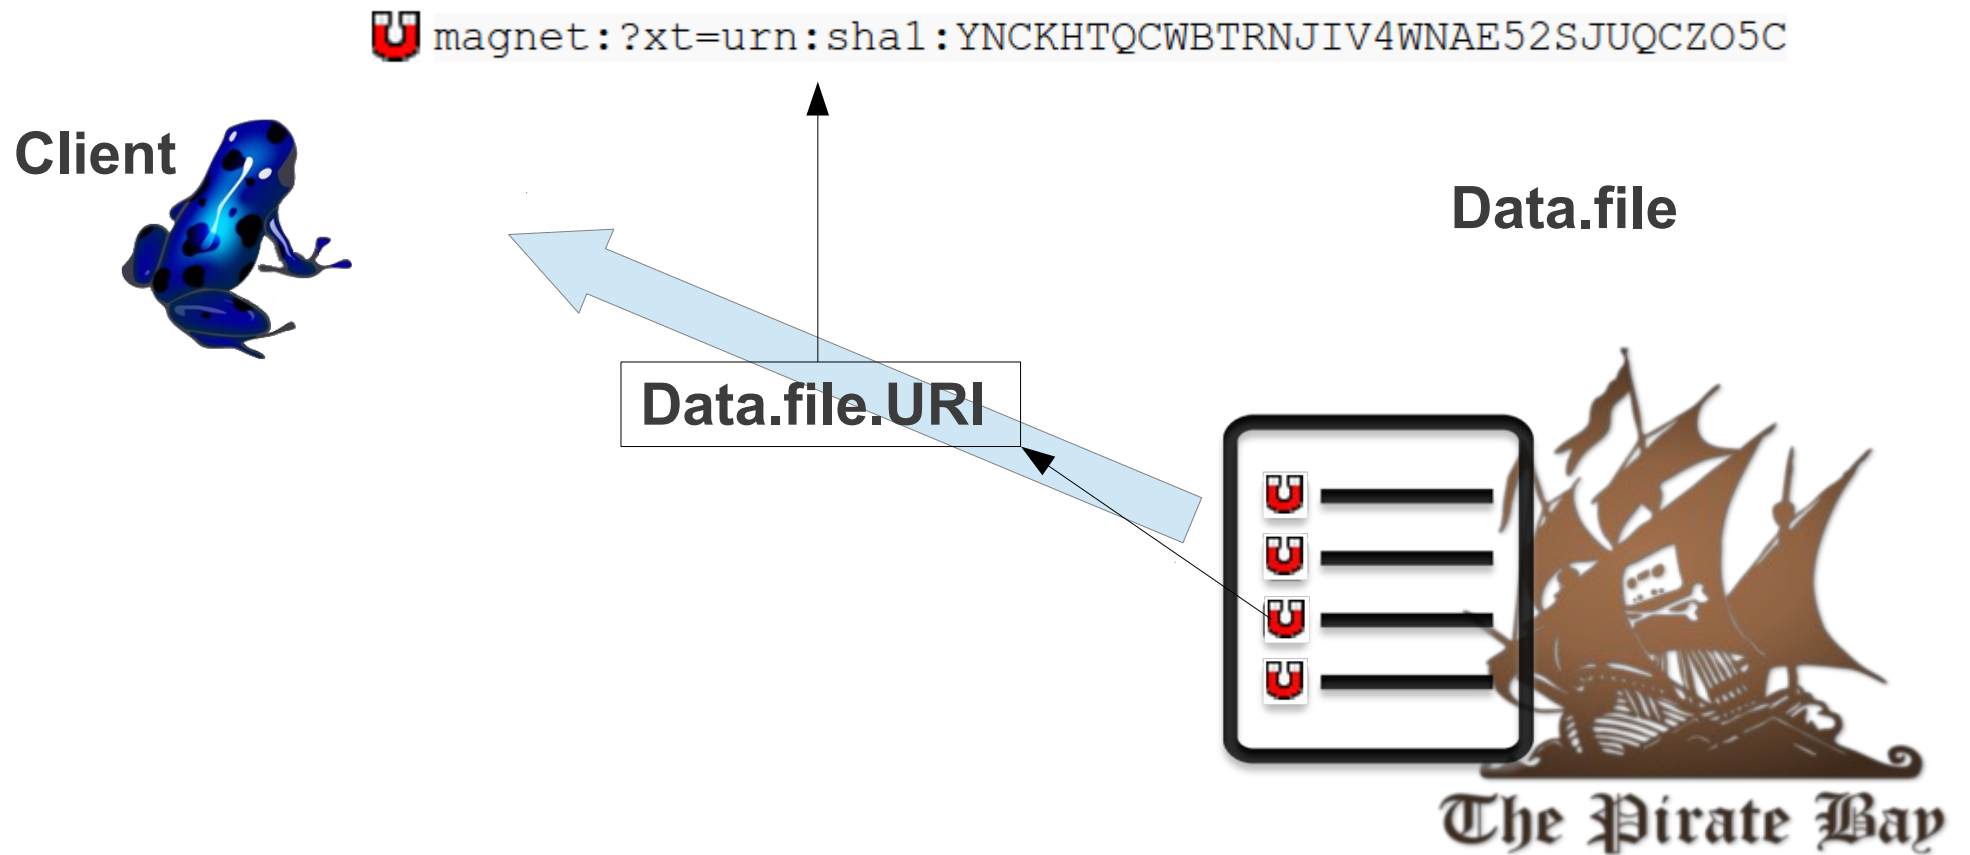 magnet:?xt=urn:sha1:YNCKHTQCWBTRNJIV4WNAE52SJUQCZO5C
Client
Data.file
Data.file.URI
The Pirate Bay